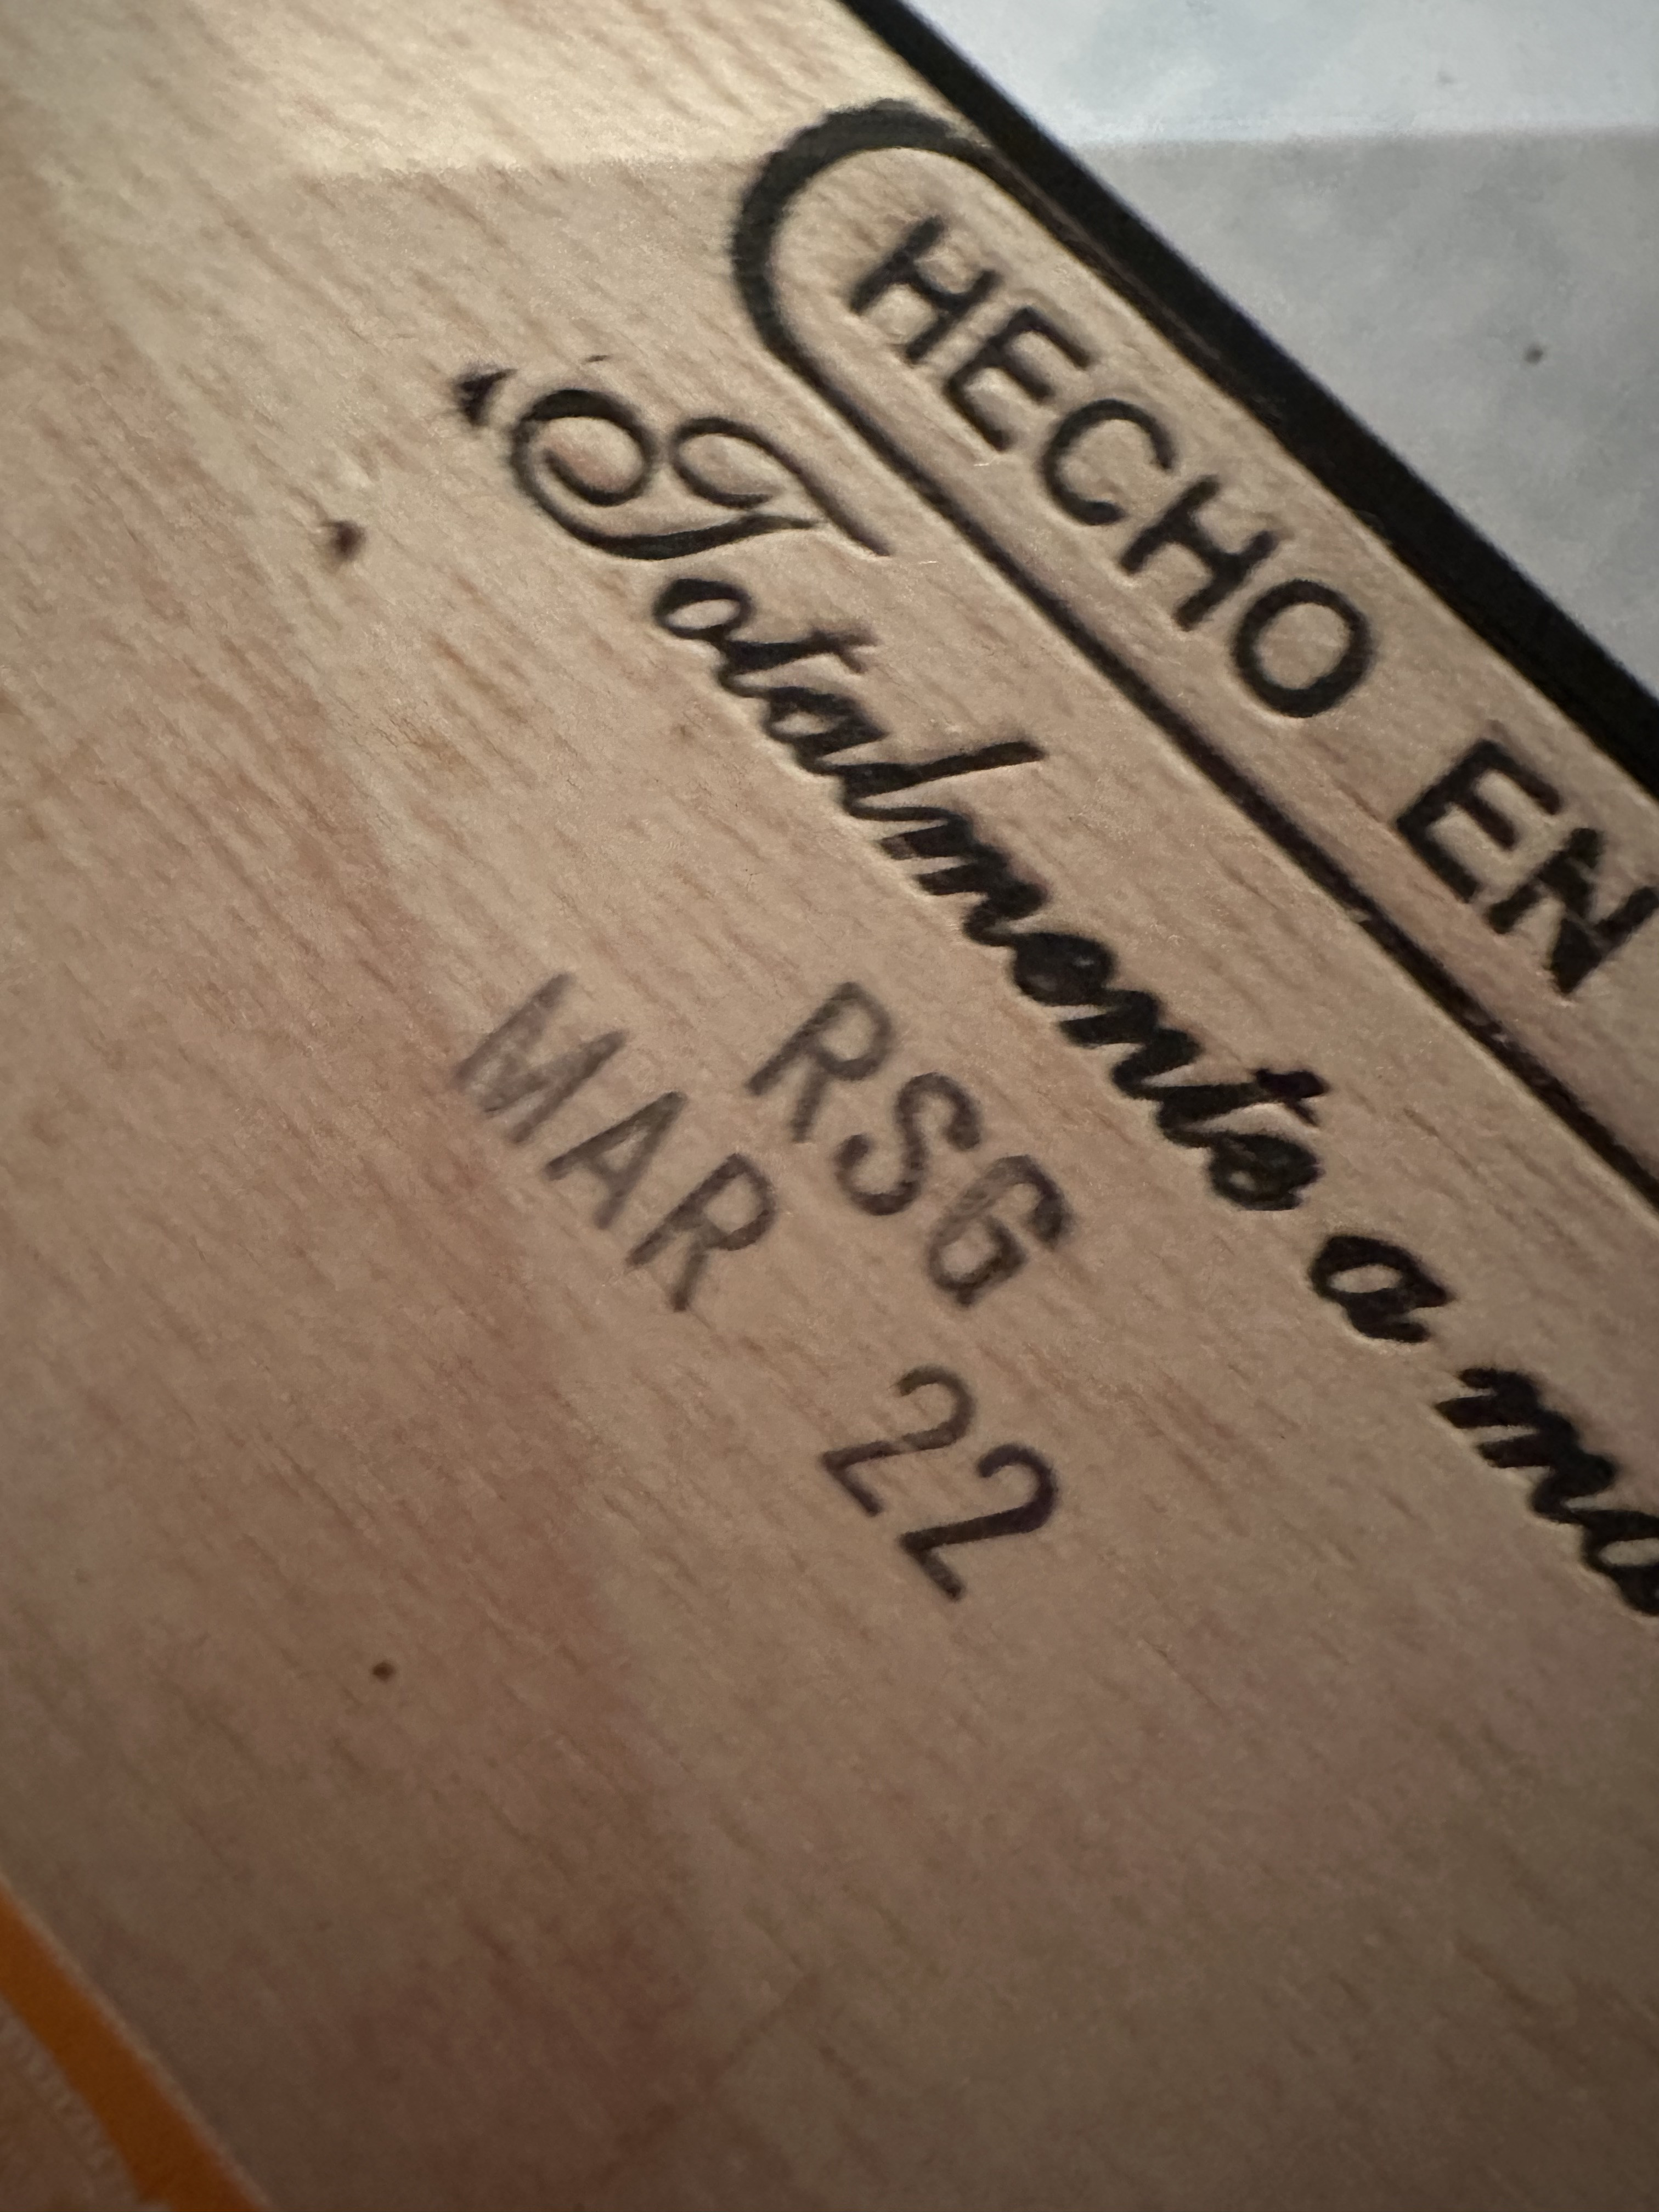 HECHO EN
"Totalmente a
RSG
MAR 22